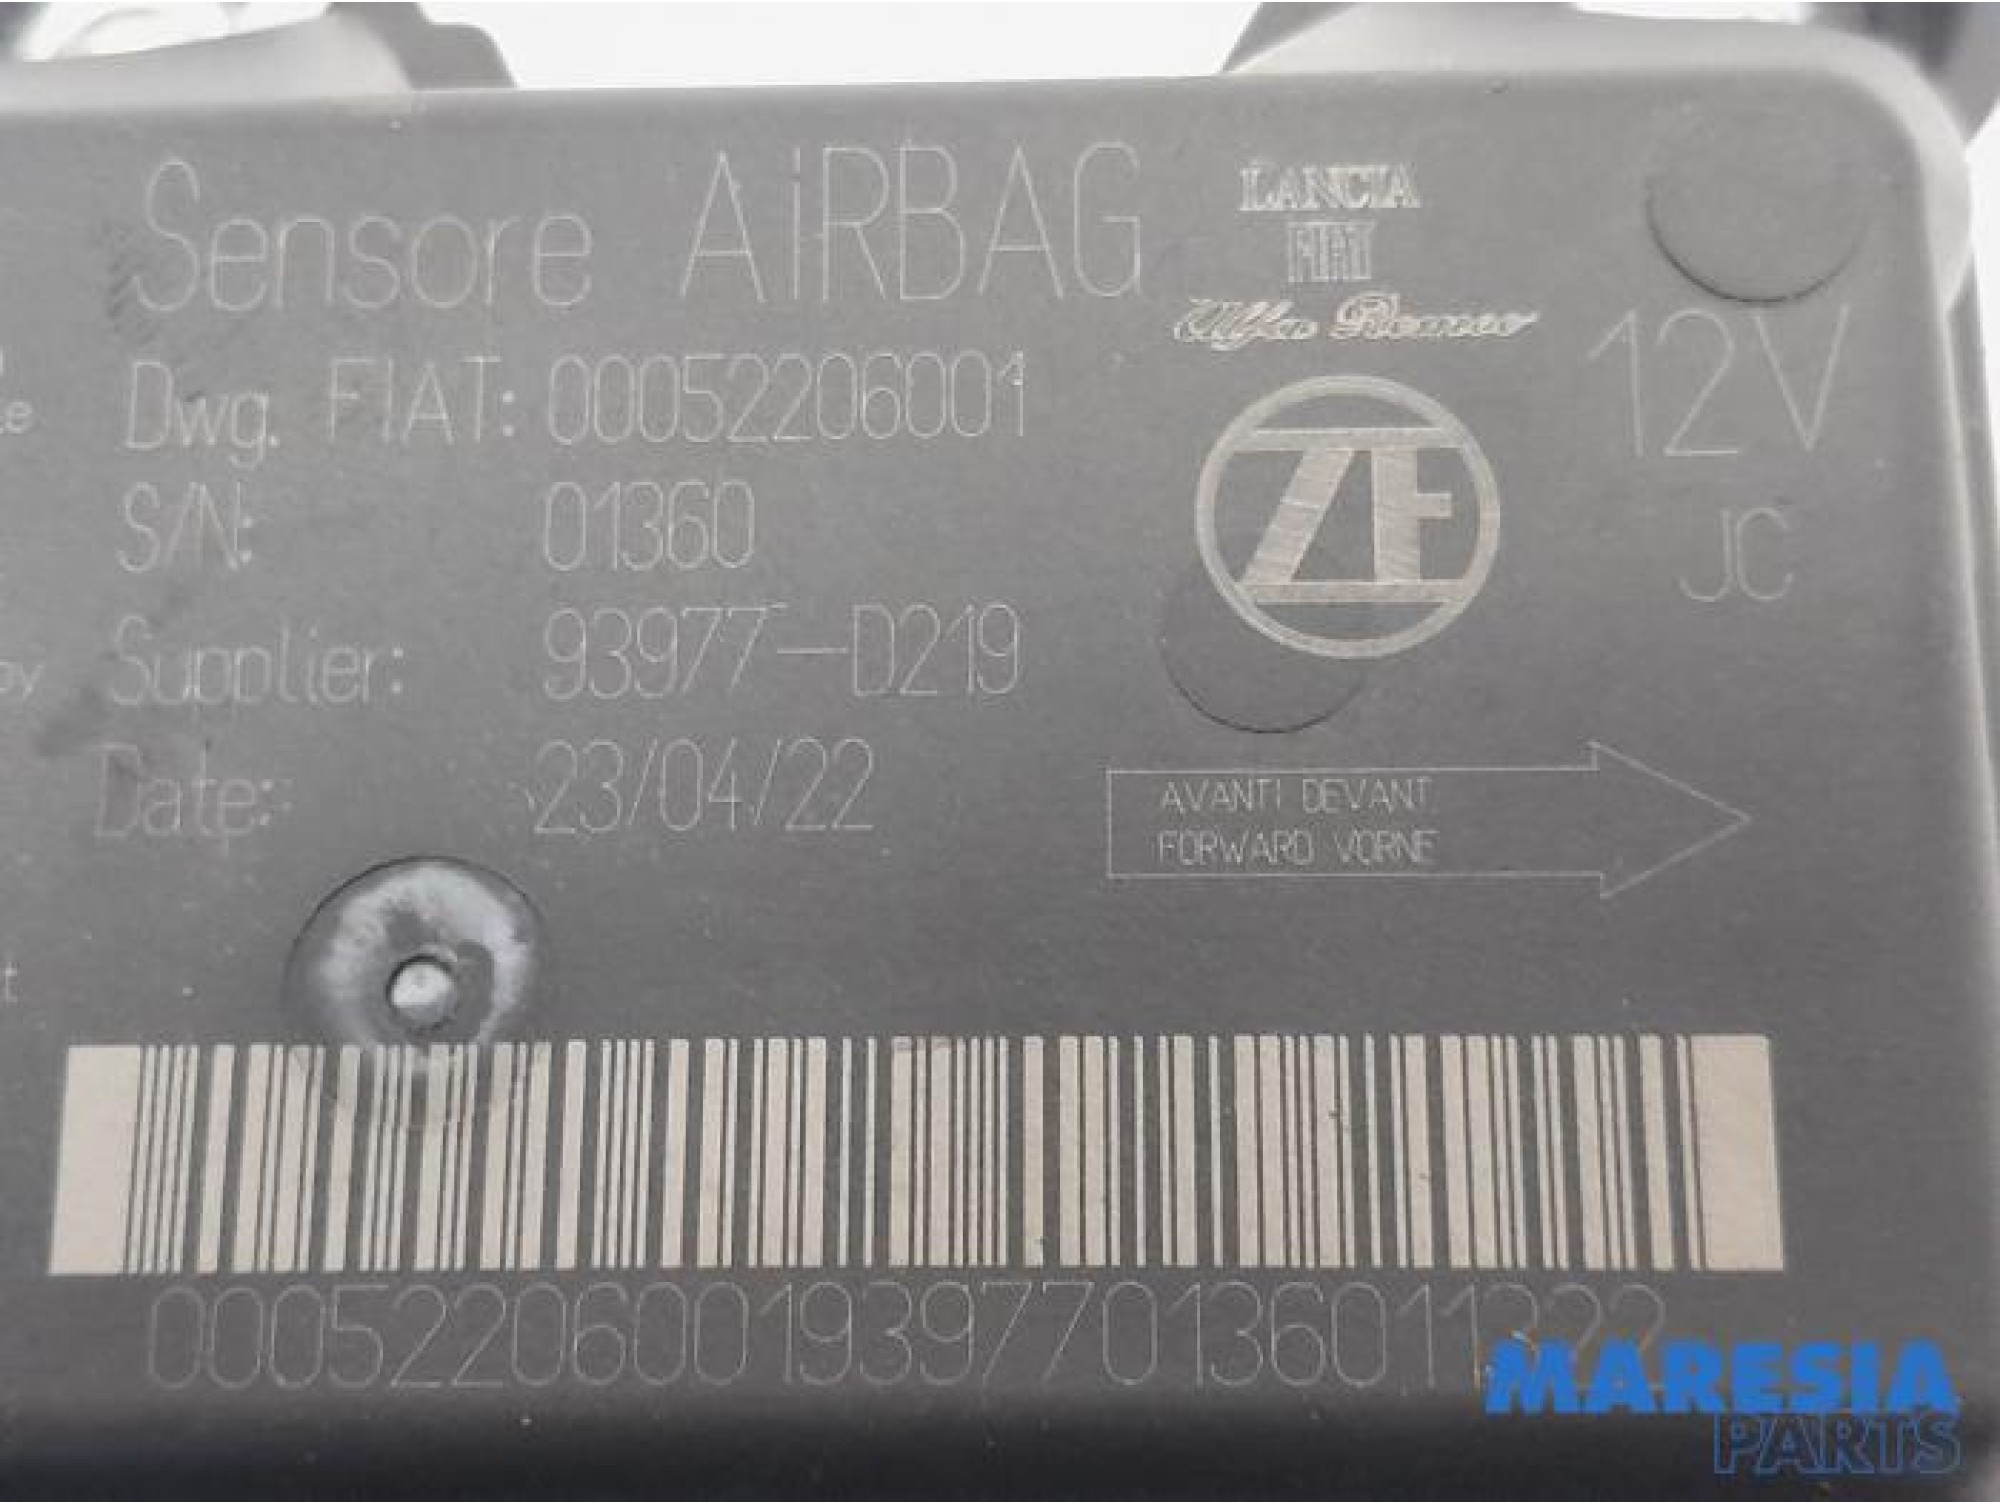 Sensore AiRBAG
LANCIA
FIAT
Alfa Romeo
12V
Dwg. FIAT: 00052206001
ZF
S/N: 01360
JC
Supplier: 93977-D219
Date: 23/04/22
AVANTI DEVANT
FORWARD VORNE
00052206001939770136011322
MARESIA
PARTS